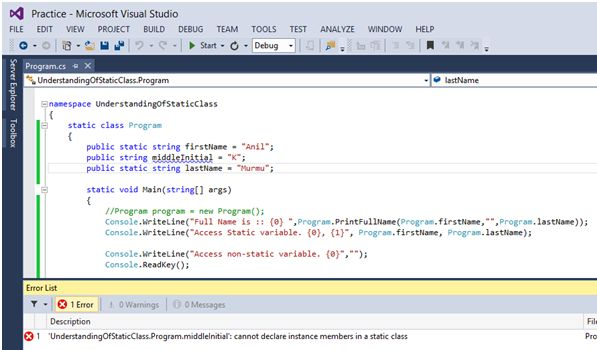 Practice - Microsoft Visual Studio
FILE EDIT VIEW PROJECT BUILD DEBUG TEAM TOOLS TEST ANALYZE WINDOW
Start Debug
Server Explorer
Toolbox
Program.cs
UnderstandingOfStaticClass.Program
lastName
namespace UnderstandingOfStaticClass
{
static class Program
{
public static string firstName = "Anil";
public string middleInitial = "K";
public static string lastName = "Murmu";
static void Main(string[] args)
{
//Program program = new Program();
Console.WriteLine("Full Name is :: {0} ",Program.PrintFullName(Program.firstName,"",Program.lastName));
Console.WriteLine("Access Static variable. {0}, {1}", Program.firstName, Program.lastName);
Console.WriteLine("Access non-static variable. {0}","");
Console.ReadKey();
Error List
1 Error 0 Warnings 0 Messages
Description File
1 'UnderstandingOfStaticClass.Program.middleInitial': cannot declare instance members in a static class Pro